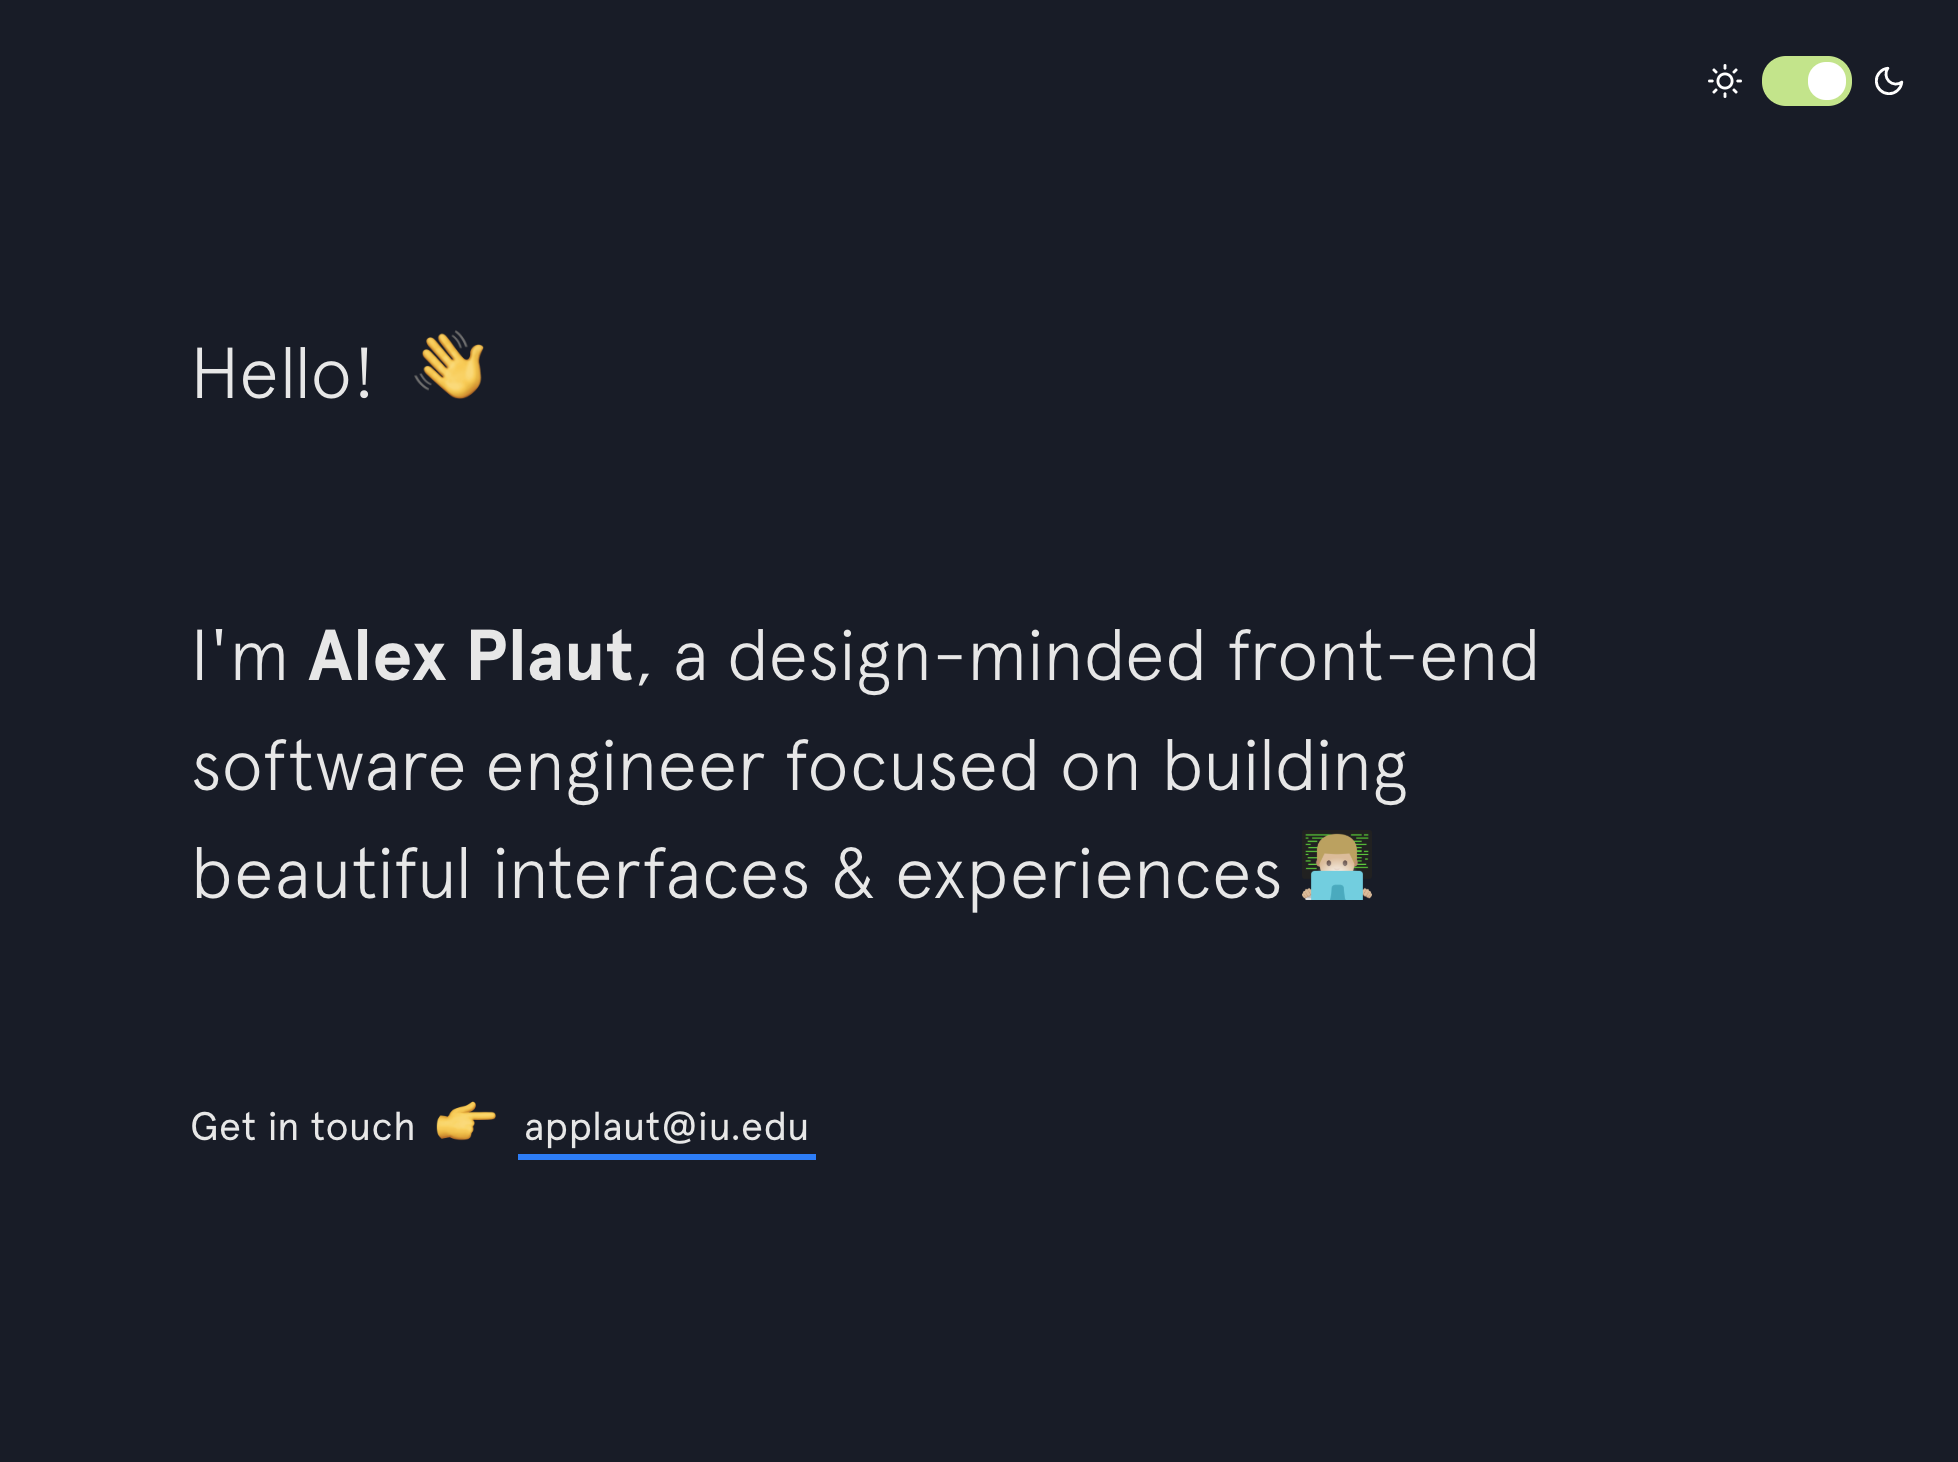 Hello! 👋
I'm Alex Plaut, a design-minded front-end
software engineer focused on building
beautiful interfaces & experiences 👨🏼‍💻
Get in touch 👉 applaut@iu.edu